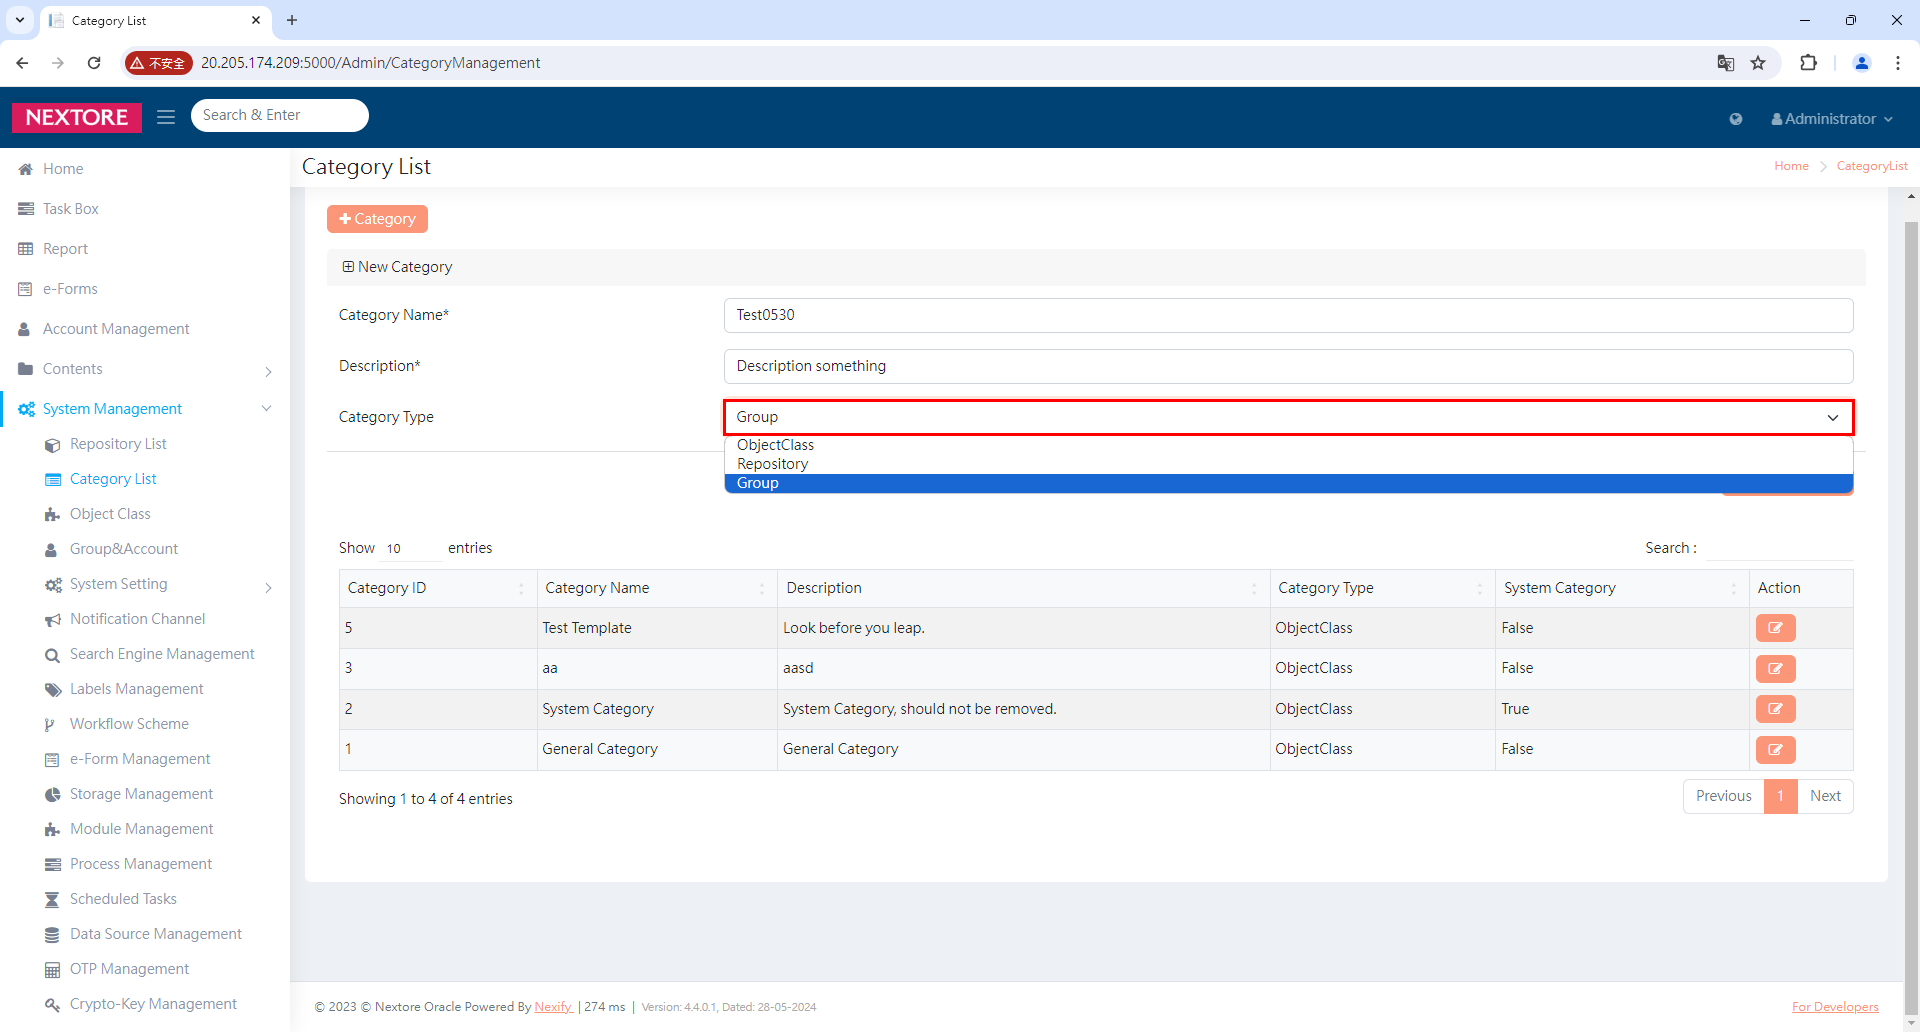 Category List
不安全
20.205.174.209:5000/Admin/CategoryManagement
NEXTORE
Search & Enter
Administrator
Home
Task Box
Report
e-Forms
Account Management
Contents
System Management
Repository List
Category List
Object Class
Group&Account
System Setting
Notification Channel
Search Engine Management
Labels Management
Workflow Scheme
e-Form Management
Storage Management
Module Management
Process Management
Scheduled Tasks
Data Source Management
OTP Management
Crypto-Key Management
Category List
Home CategoryList
Category
New Category
Category Name* Test0530
Description* Description something
Category Type Group
ObjectClass
Repository
Group
Show 10 entries Search :
Category ID Category Name Description Category Type System Category Action
5 Test Template Look before you leap. ObjectClass False
3 aa aasd ObjectClass False
2 System Category System Category, should not be removed. ObjectClass True
1 General Category General Category ObjectClass False
Showing 1 to 4 of 4 entries Previous 1 Next
© 2023 © Nextore Oracle Powered By Nexify | 274 ms | Version: 4.4.0.1, Dated: 28-05-2024 For Developers